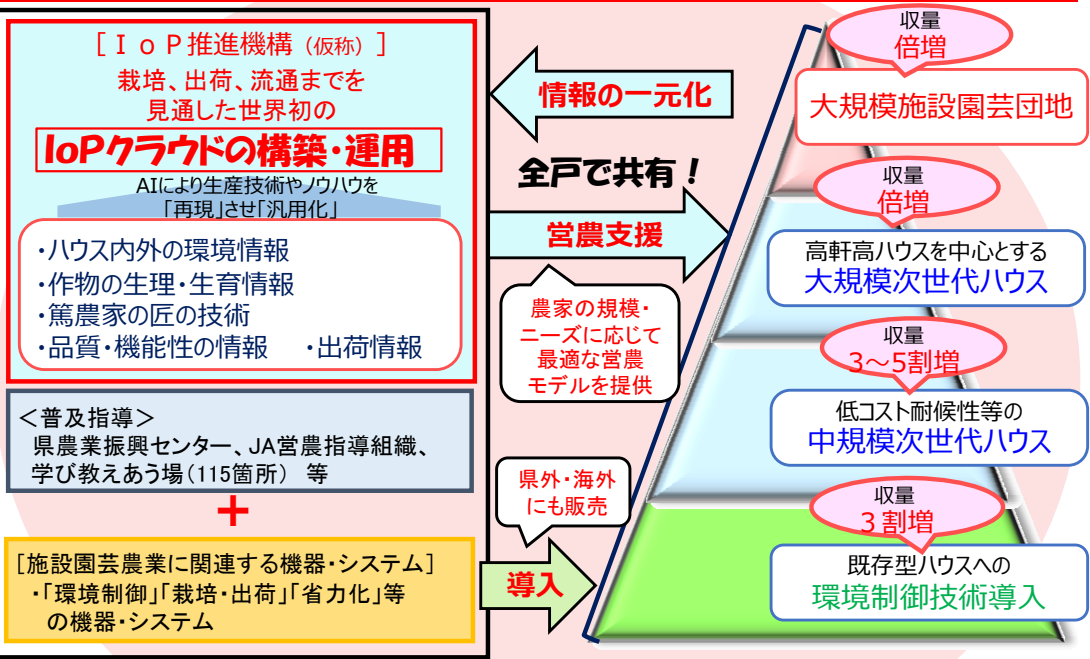 [ＩｏＰ推進機構（仮称）]
栽培、出荷、流通までを
見通した世界初の
IoPクラウドの構築・運用
AIにより生産技術やノウハウを
「再現」させ「汎用化」
・ハウス内外の環境情報
・作物の生理・生育情報
・篤農家の匠の技術
・品質・機能性の情報　・出荷情報
＜普及指導＞
県農業振興センター、JA営農指導組織、
学び教えあう場（115箇所） 等
＋
[施設園芸農業に関連する機器・システム]
・「環境制御」「栽培・出荷」「省力化」等
の機器・システム
情報の一元化
全戸で共有！
営農支援
農家の規模・
ニーズに応じて
最適な営農
モデルを提供
県外・海外
にも販売
導入
収量
倍増
大規模施設園芸団地
収量
倍増
高軒高ハウスを中心とする
大規模次世代ハウス
収量
3～5割増
低コスト耐候性等の
中規模次世代ハウス
収量
３割増
既存型ハウスへの
環境制御技術導入